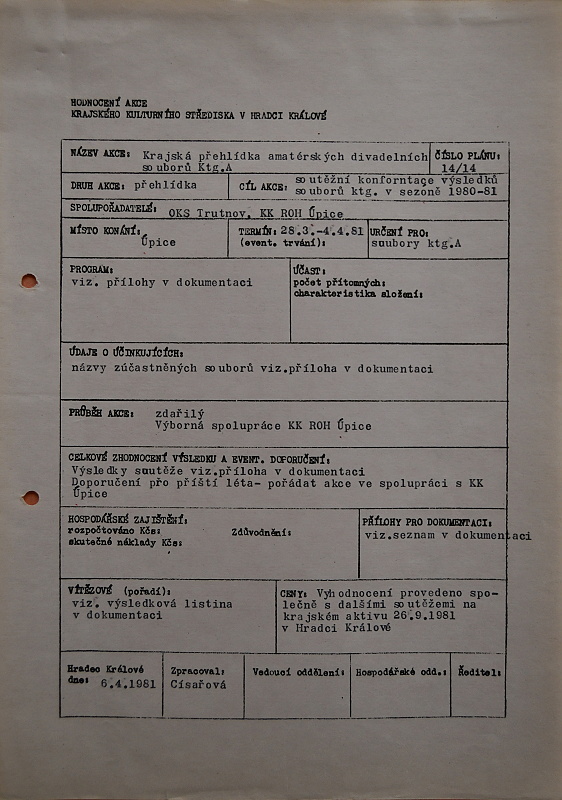 HODNOCENÍ AKCE
KRAJSKÉHO KULTURNÍHO STŘEDISKA V HRADCI KRÁLOVÉ
NÁZEV AKCE: Krajská přehlídka amatérských divadelních
souborů Ktg.A
ČÍSLO PLÁNU:
14/14
DRUH AKCE: přehlídka
CÍL AKCE: soutěžní konforntace výsledků
souborů ktg. v sezoně 1980-81
SPOLUPOŘADATELÉ: OKS Trutnov, KK ROH Úpice
MÍSTO KONÁNÍ:
Úpice
TERMÍN: 28.3.-4.4.81
(event. trvání):
URČENÍ PRO:
soubory ktg.A
PROGRAM:
viz. přílohy v dokumentaci
ÚČAST:
počet přítomných:
charakteristika složení:
ÚDAJE O ÚČINKUJÍCÍCH:
názvy zúčastněných souborů viz.příloha v dokumentaci
PRŮBĚH AKCE: zdařilý
Výborná spolupráce KK ROH Úpice
CELKOVÉ ZHODNOCENÍ VÝSLEDKU A EVENT. DOPORUČENÍ:
Výsledky soutěže viz.příloha v dokumentaci
Doporučení pro příští léta- pořádat akce ve spolupráci s KK
Úpice
HOSPODÁŘSKÉ ZAJIŠTĚNÍ:
rozpočtováno Kčs: Zdůvodnění:
skutečné náklady Kčs:
PŘÍLOHY PRO DOKUMENTACI:
viz.seznam v dokumentaci
VÍTĚZOVÉ (pořadí):
viz. výsledková listina
v dokumentaci
CENY: Vyhodnocení provedeno spo-
lečně s dalšími soutěžemi na
krajském aktivu 26.9.1981
v Hradci Králové
Hradec Králové
dne: 6.4.1981
Zpracoval:
Císařová
Vedoucí oddělení:
Hospodářské odd.:
Ředitel: